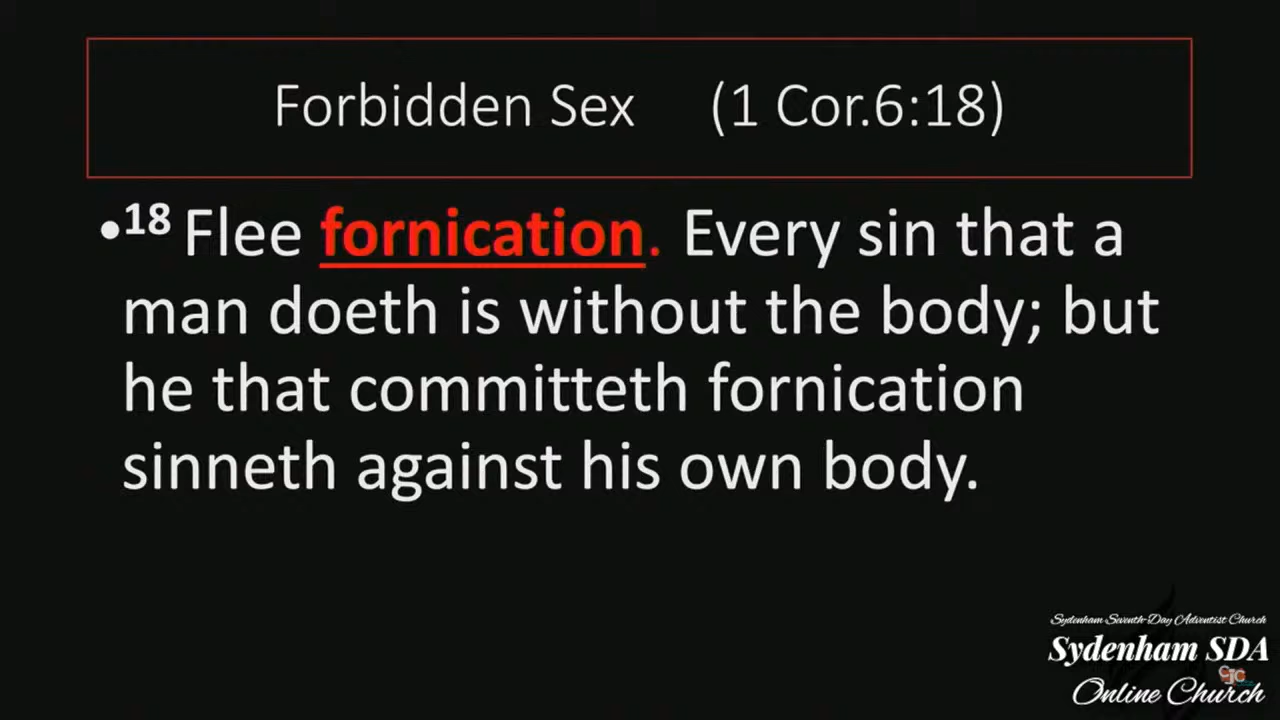 Forbidden Sex (1 Cor.6:18)
•18 Flee fornication. Every sin that a
man doeth is without the body; but
he that committeth fornication
sinneth against his own body.
Sydenham Seventh-Day Adventist Church
Sydenham SDA
CJC
Online Church